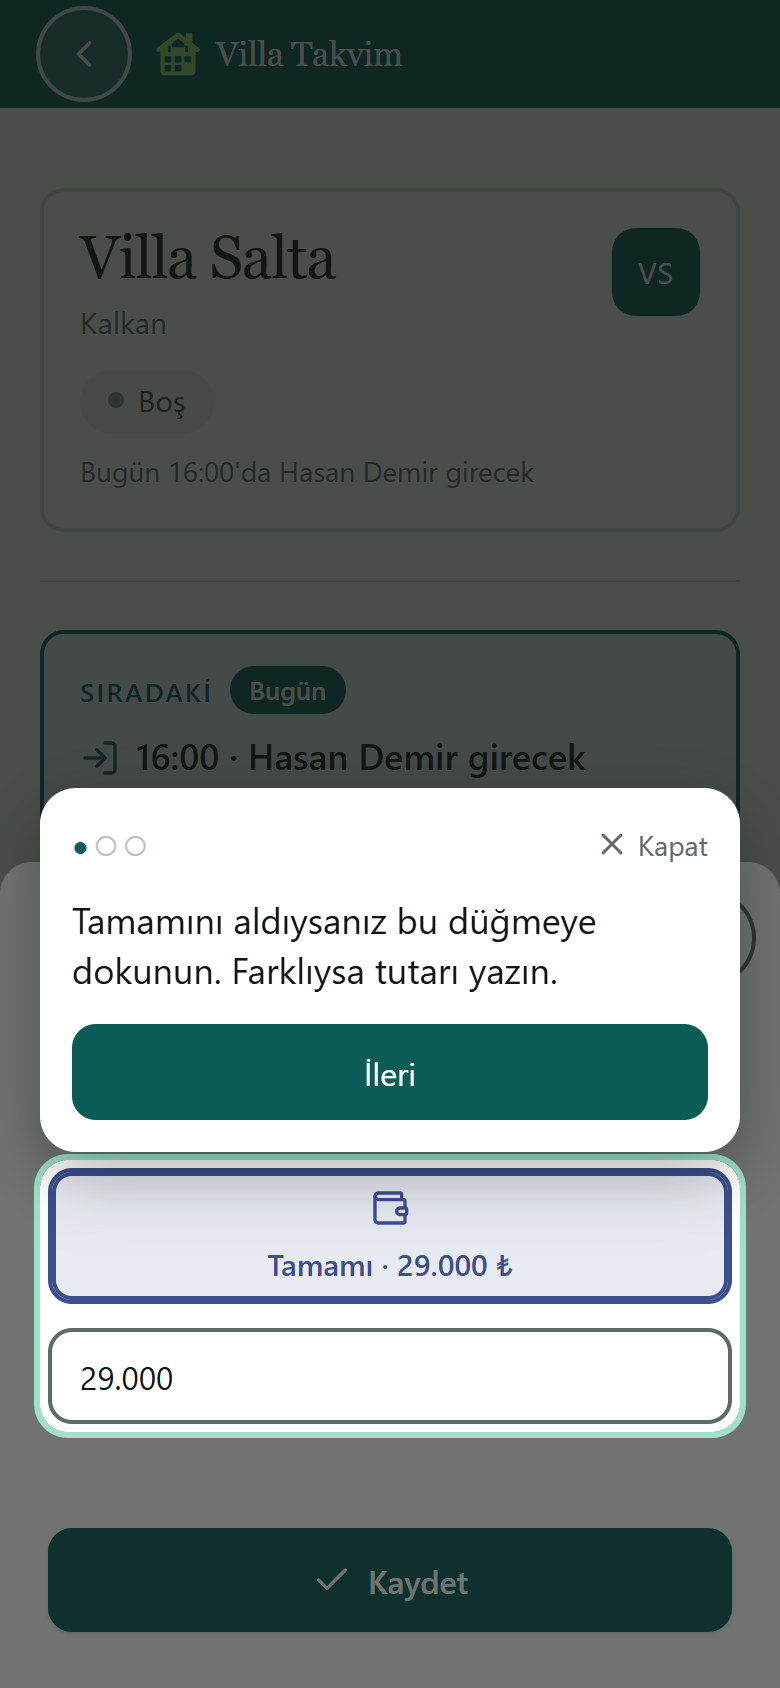 Villa Takvim
Villa Salta
VS
Kalkan
Boş
Bugün 16:00'da Hasan Demir girecek
SIRADAKİ Bugün
16:00 · Hasan Demir girecek
Kapat
Tamamını aldıysanız bu düğmeye
dokunun. Farklıysa tutarı yazın.
İleri
Tamamı · 29.000 ₺
29.000
Kaydet